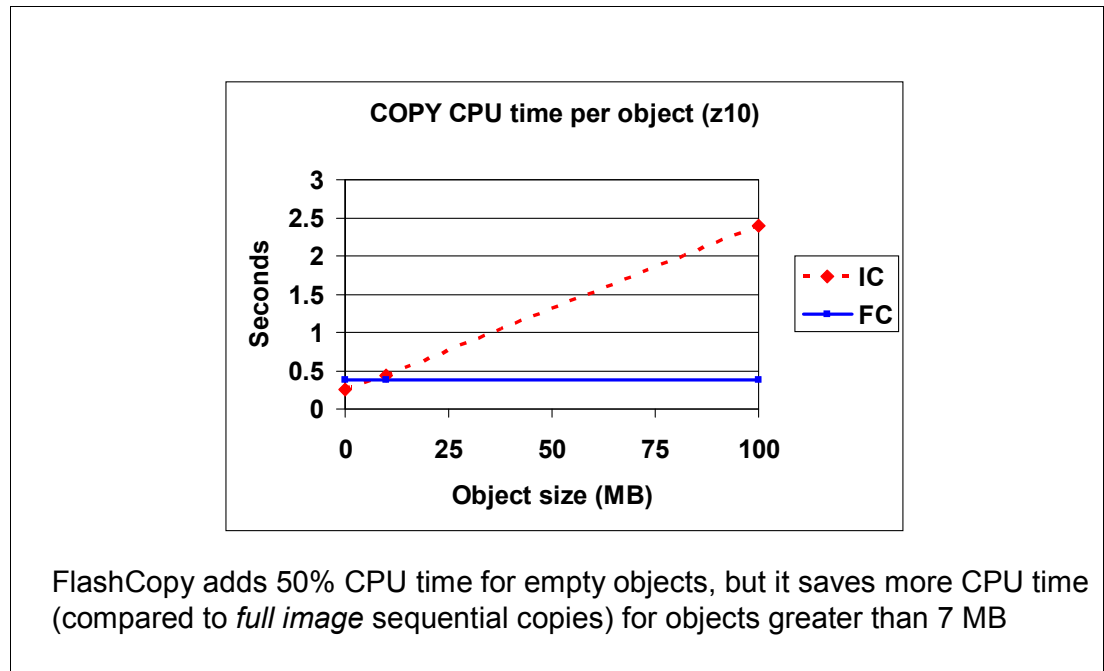 COPY CPU time per object (z10)
3
2.5
2
1.5
1
0.5
0
Seconds
0 25 50 75 100
Object size (MB)
IC
FC
FlashCopy adds 50% CPU time for empty objects, but it saves more CPU time
(compared to full image sequential copies) for objects greater than 7 MB